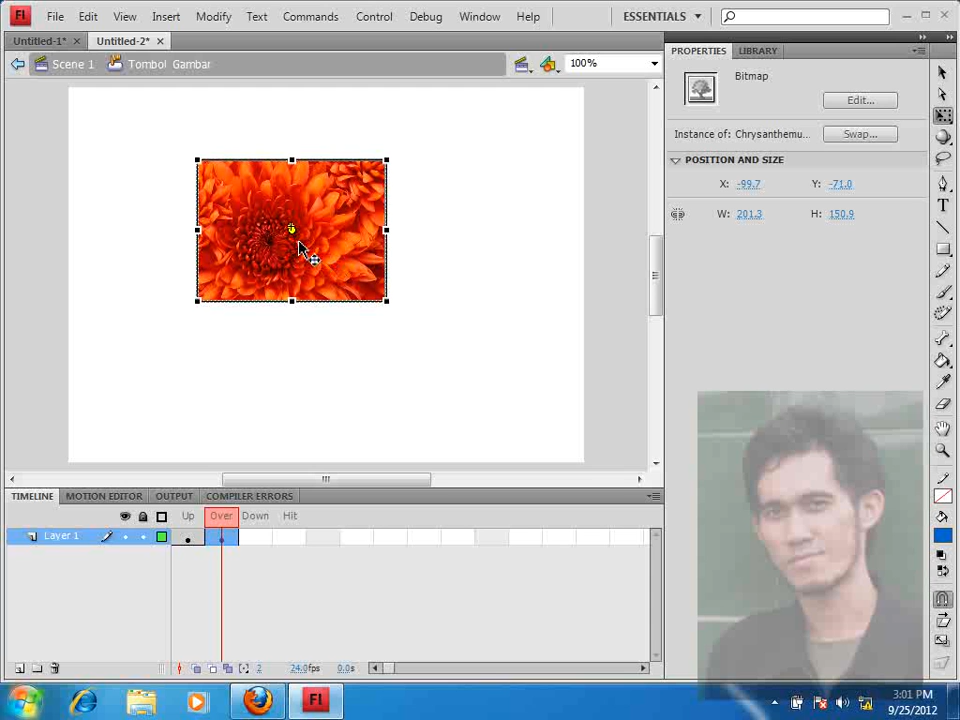 Fl File Edit View Insert Modify Text Commands Control Debug Window Help ESSENTIALS
Untitled-1* Untitled-2* PROPERTIES LIBRARY
Scene 1 Tombol Gambar 100%
Bitmap
Edit...
Instance of: Chrysanthemu... Swap...
POSITION AND SIZE
X: -99.7 Y: -71.0
W: 201.3 H: 150.9
T
TIMELINE MOTION EDITOR OUTPUT COMPILER ERRORS
Up Over Down Hit
Layer 1
2 24.0fps 0.0s
Fl
3:01 PM
9/25/2012